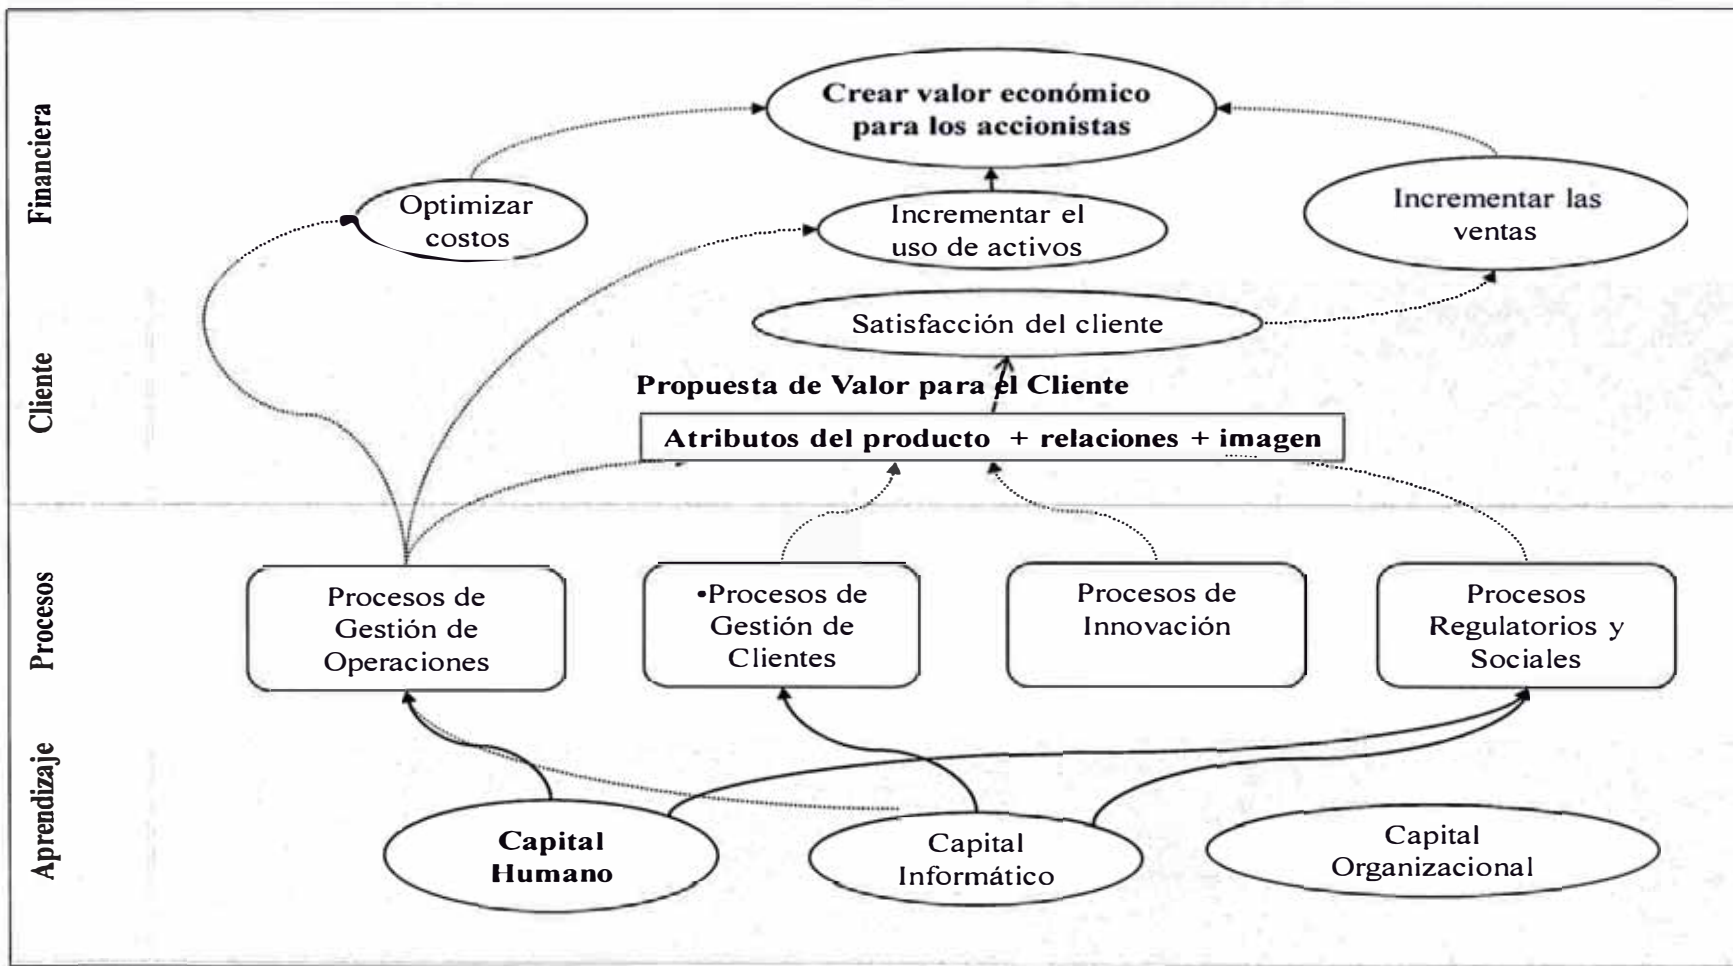 Financiera
Crear valor económico
para los accionistas
Optimizar
costos
Incrementar el
uso de activos
Incrementar las
ventas
Cliente
Satisfacción del cliente
Propuesta de Valor para el Cliente
Atributos del producto + relaciones + imagen
Procesos
Procesos de
Gestión de
Operaciones
•Procesos de
Gestión de
Clientes
Procesos de
Innovación
Procesos
Regulatorios y
Sociales
Aprendizaje
Capital
Humano
Capital
Informático
Capital
Organizacional